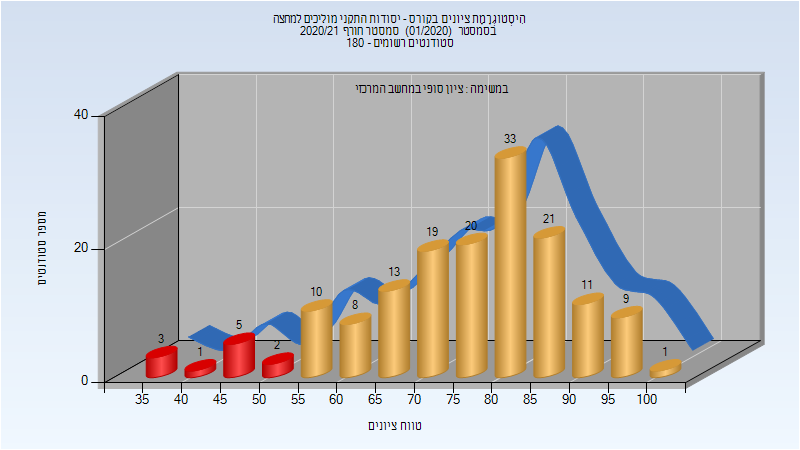 היסטוגרמת ציונים בקורס - יסודות התקני מוליכים למחצה
בסמסטר (01/2020) סמסטר חורף 2020/21
סטודנטים רשומים - 180
במשימה : ציון סופי במחשב המרכזי
מספר סטודנטים
40
20
0
3
1
5
2
10
8
13
19
20
33
21
11
9
1
35 40 45 50 55 60 65 70 75 80 85 90 95 100
טווח ציונים